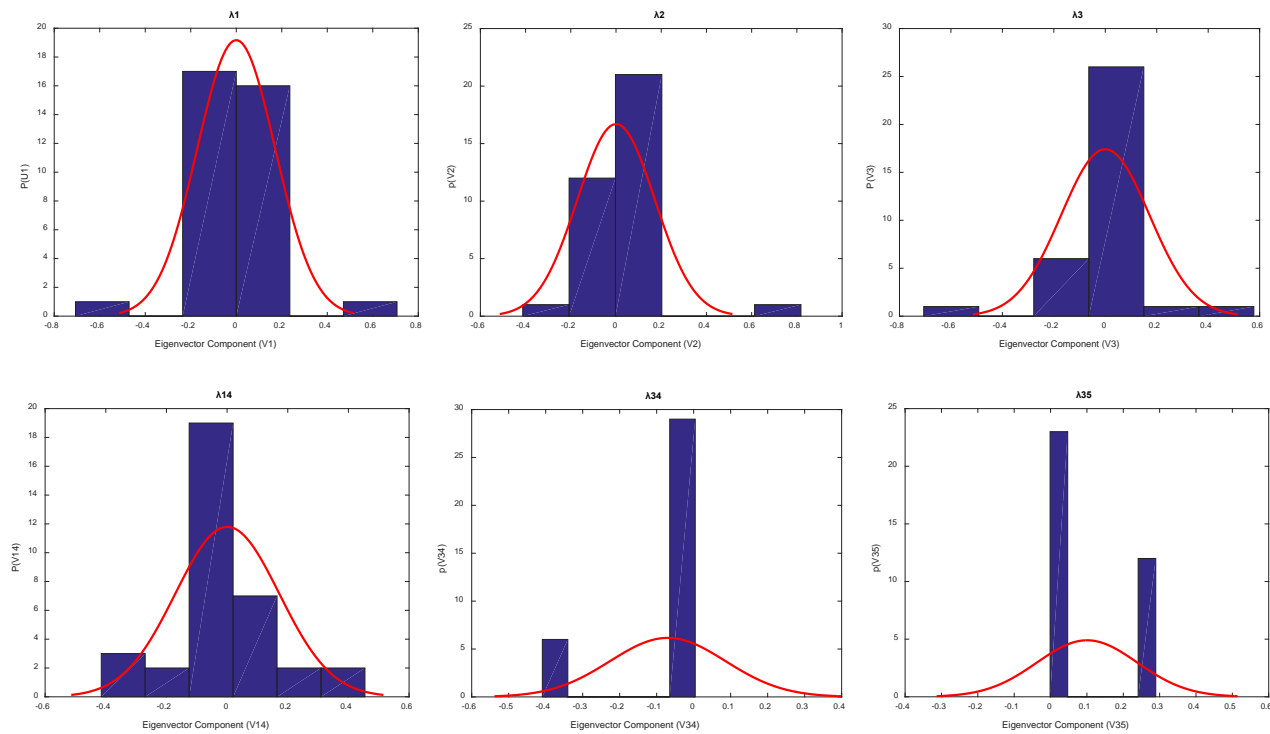 λ1
20
18
16
14
12
10
8
6
4
2
0
P(U1)
-0.8 -0.6 -0.4 -0.2 0 0.2 0.4 0.6 0.8
Eigenvector Component (V1)
λ2
25
20
15
10
5
0
p(V2)
-0.6 -0.4 -0.2 0 0.2 0.4 0.6 0.8 1
Eigenvector Component (V2)
λ3
30
25
20
15
10
5
0
P(V3)
-0.8 -0.6 -0.4 -0.2 0 0.2 0.4 0.6
Eigenvector Component (V3)
λ14
20
18
16
14
12
10
8
6
4
2
0
P(V14)
-0.6 -0.4 -0.2 0 0.2 0.4 0.6
Eigenvector Component (V14)
λ34
30
25
20
15
10
5
0
p(V34)
-0.6 -0.5 -0.4 -0.3 -0.2 -0.1 0 0.1 0.2 0.3 0.4
Eigenvector Component (V34)
λ35
25
20
15
10
5
0
p(V35)
-0.4 -0.3 -0.2 -0.1 0 0.1 0.2 0.3 0.4 0.5 0.6
Eigenvector Component (V35)